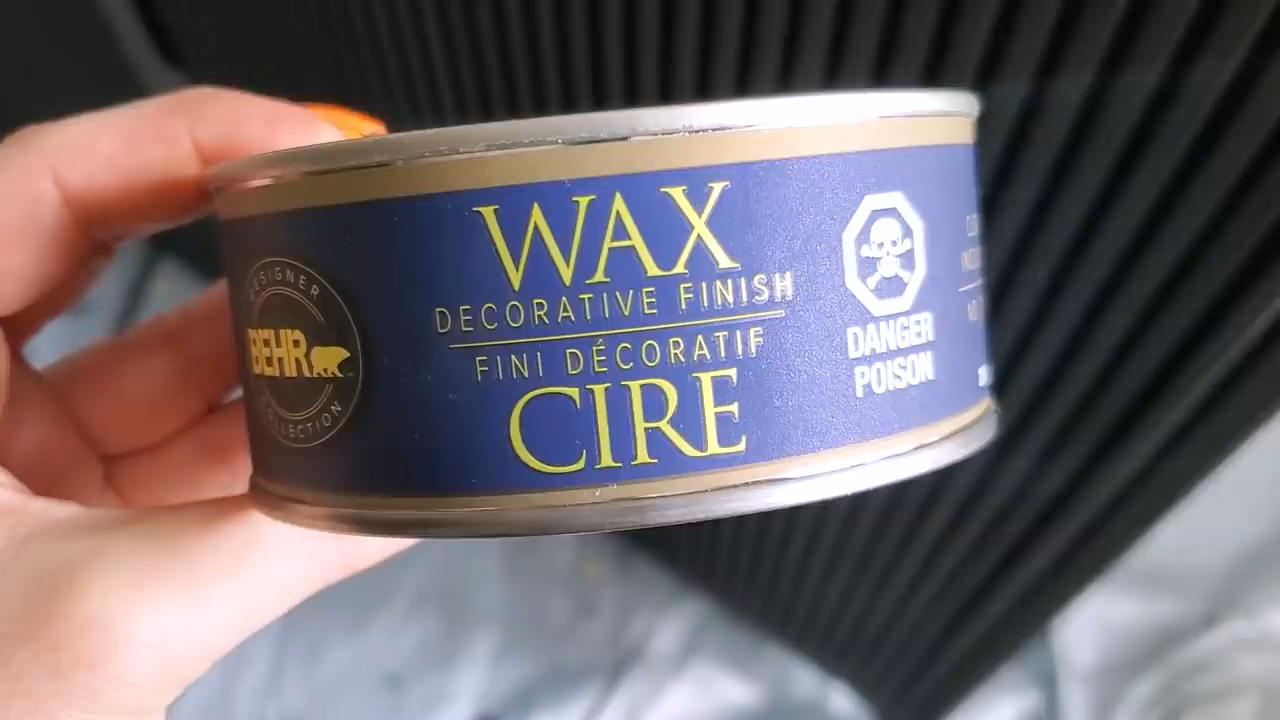 DESIGNER
BEHR
COLLECTION
WAX
DECORATIVE FINISH
FINI DÉCORATIF
CIRE
DANGER
POISON